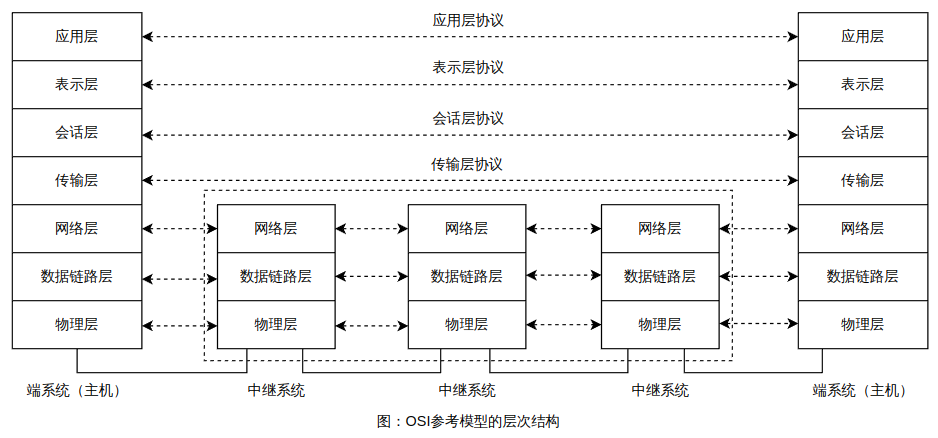 应用层协议
应用层
应用层
表示层协议
表示层
表示层
会话层协议
会话层
会话层
传输层协议
传输层
传输层
网络层
网络层
网络层
网络层
网络层
数据链路层
数据链路层
数据链路层
数据链路层
数据链路层
物理层
物理层
物理层
物理层
物理层
端系统（主机）
中继系统
中继系统
中继系统
端系统（主机）
图：OSI参考模型的层次结构